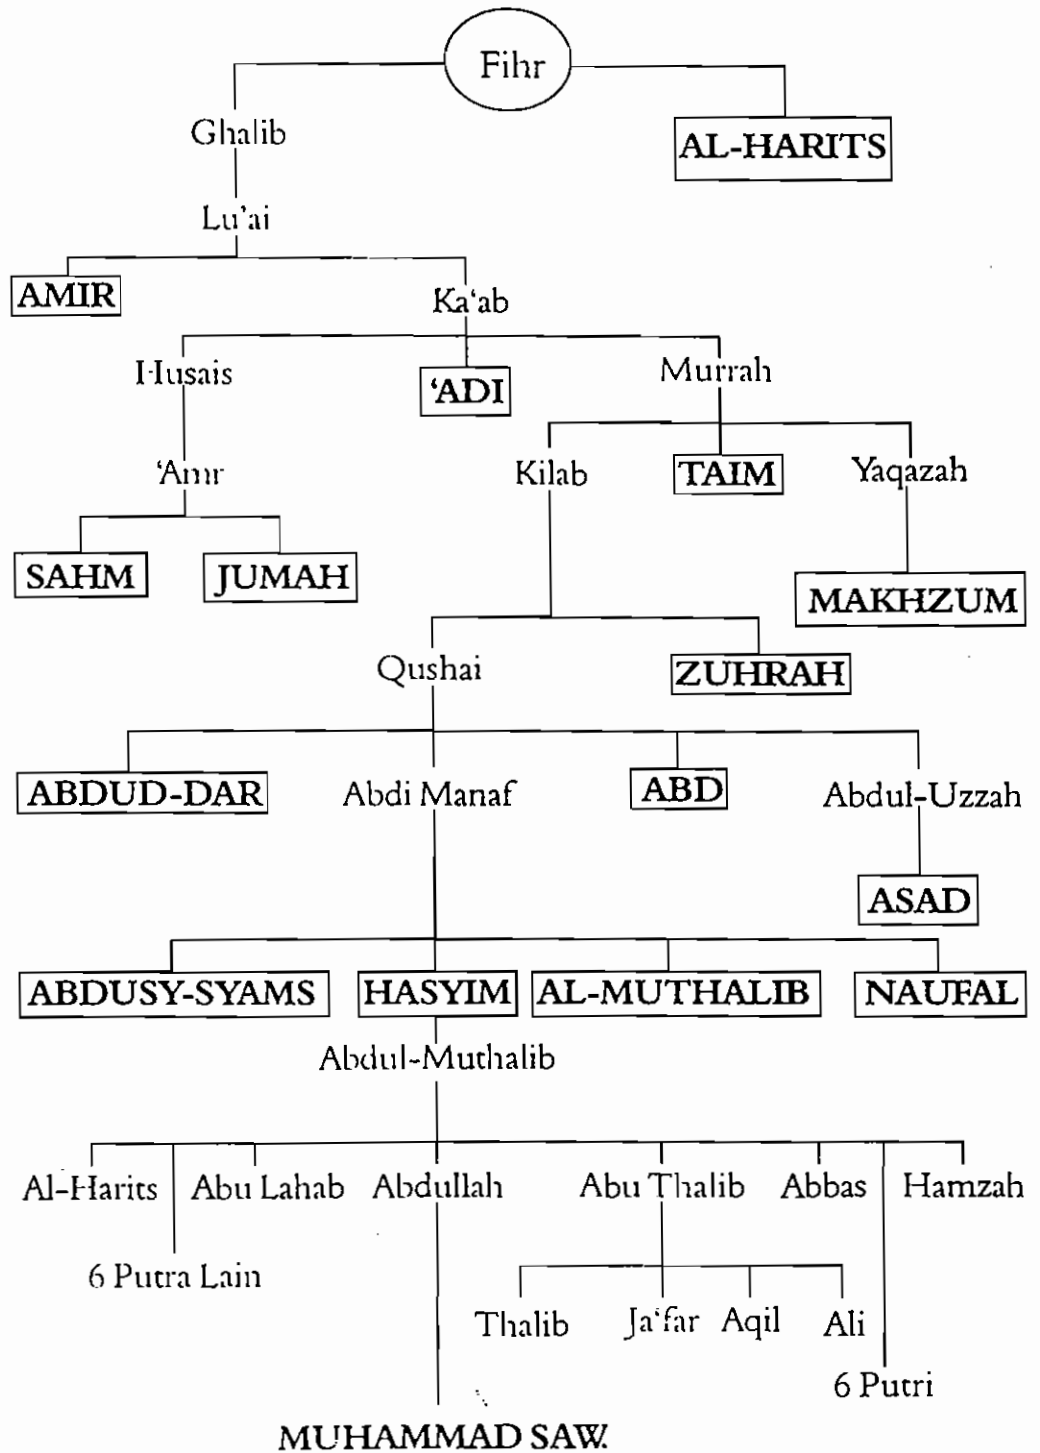 Fihr
Ghalib
AL-HARITS
Lu'ai
AMIR
Ka‘ab
Husais
‘ADI
Murrah
‘Amr
Kilab
TAIM
Yaqazah
SAHM
JUMAH
MAKHZUM
Qushai
ZUHRAH
ABDUD-DAR
Abdi Manaf
ABD
Abdul-Uzzah
ASAD
ABDUSY-SYAMS
HASYIM
AL-MUTHALIB
NAUFAL
Abdul-Muthalib
Al-Harits
Abu Lahab
Abdullah
Abu Thalib
Abbas
Hamzah
6 Putra Lain
Thalib
Ja‘far
Aqil
Ali
6 Putri
MUHAMMAD SAW.